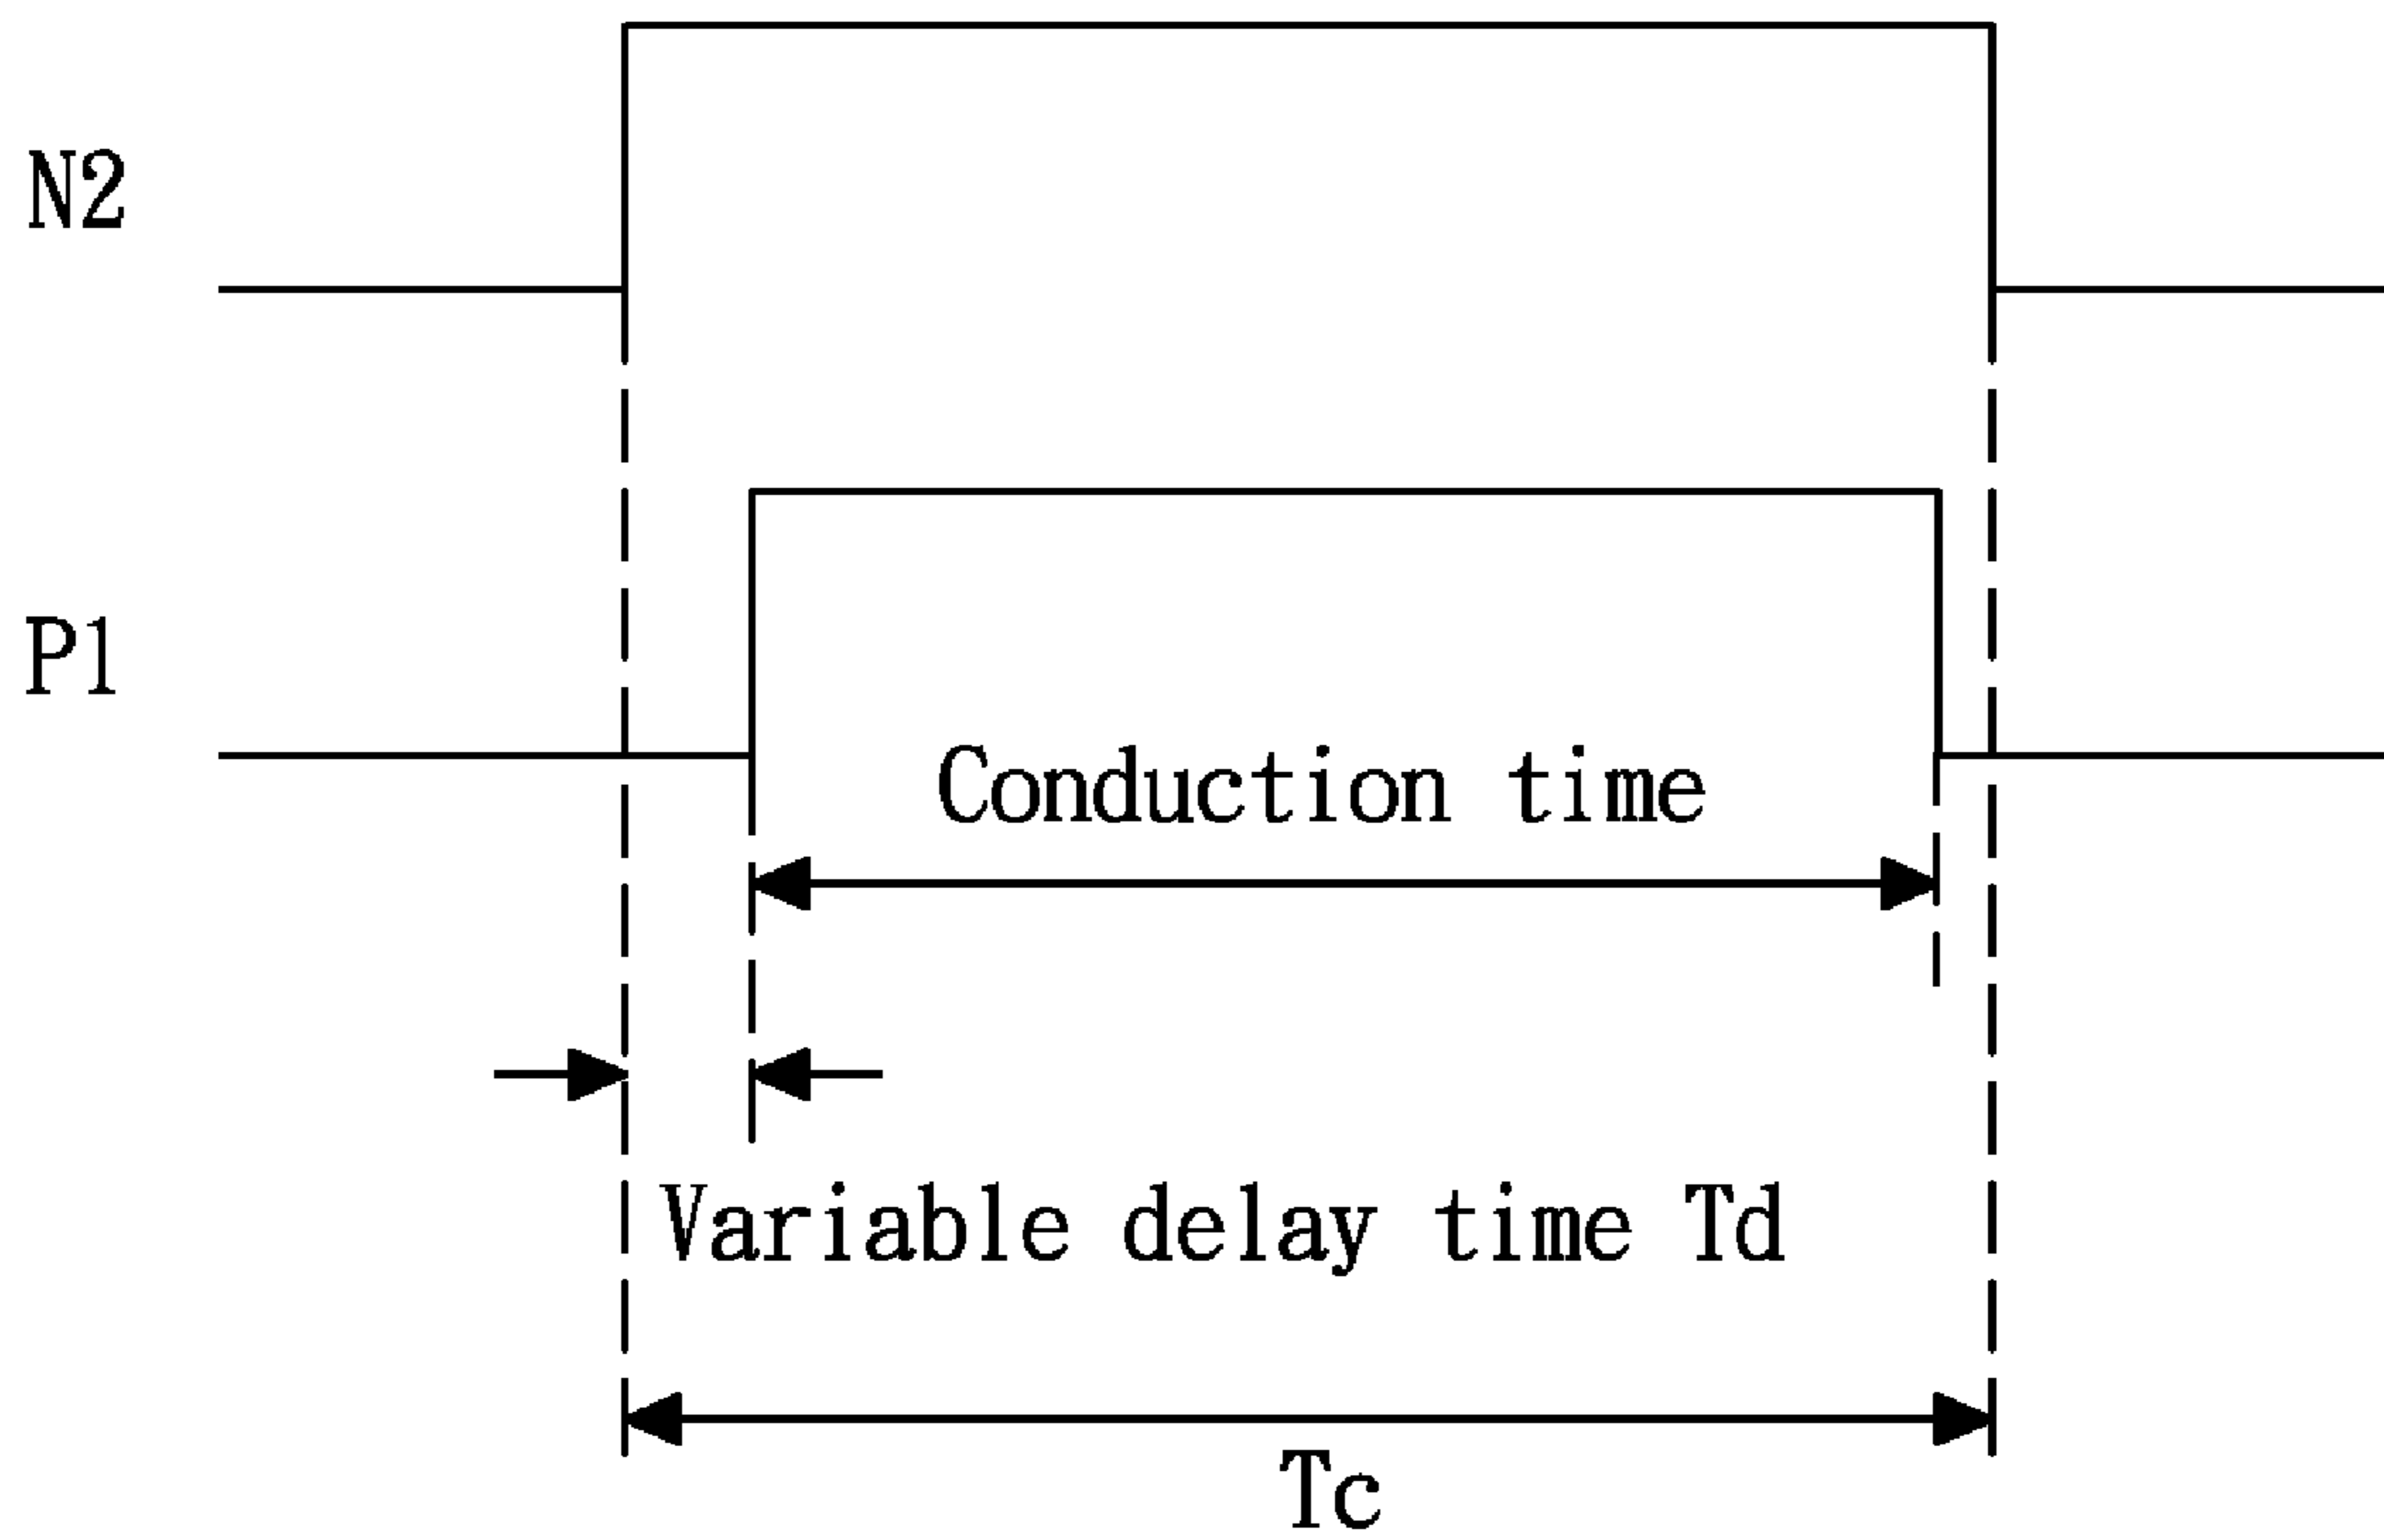 N2
P1
Conduction time
Variable delay time Td
Tc